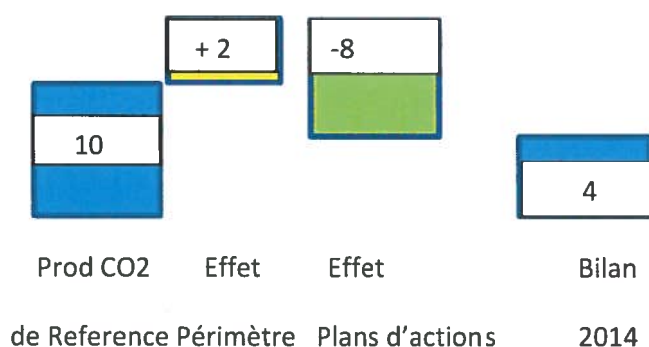 + 2
-8
10
4
Prod CO2 Effet Effet Bilan
de Reference Périmètre Plans d'actions 2014